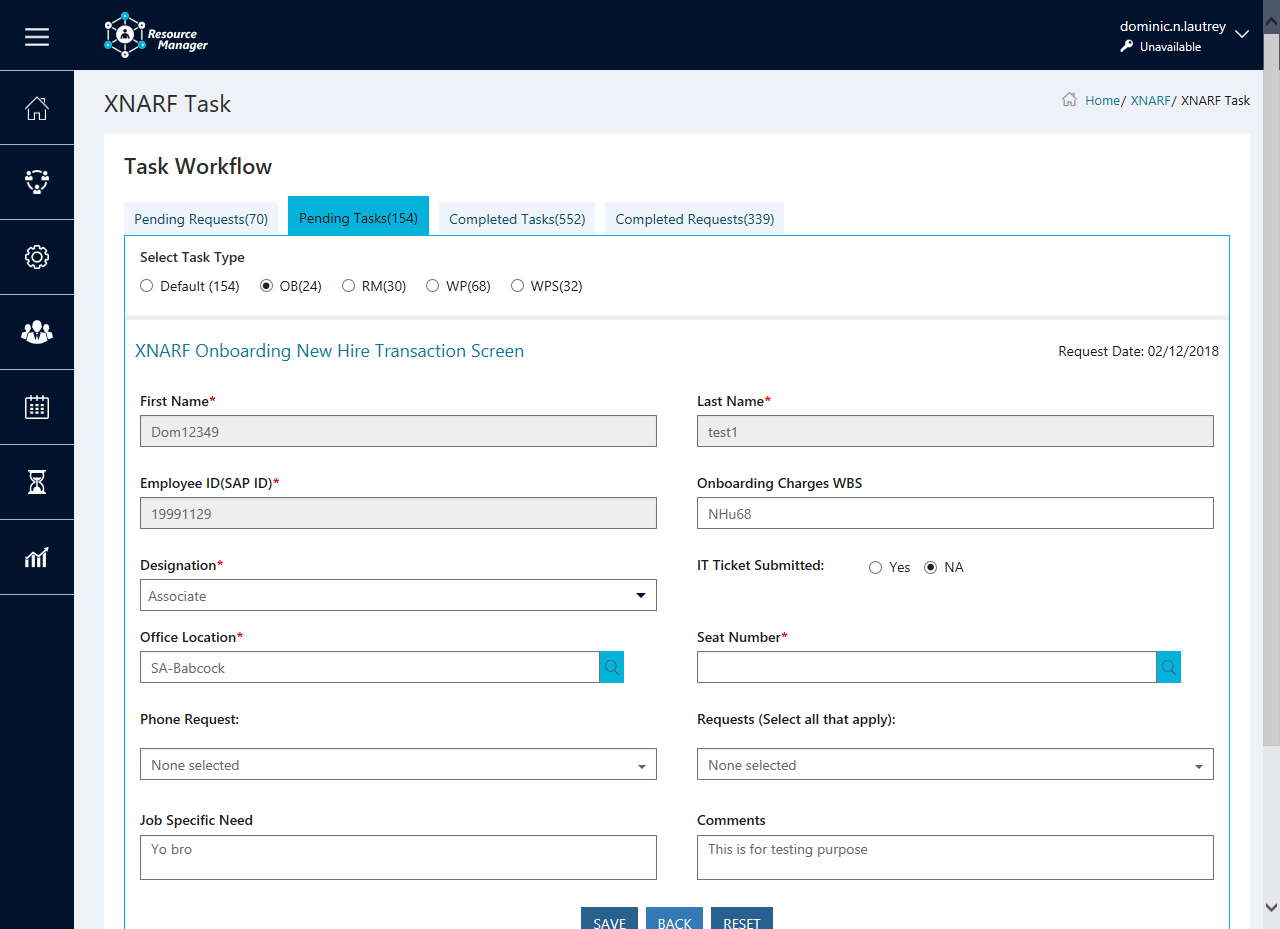 Resource
Manager
dominic.n.lautrey
Unavailable
XNARF Task
Home/ XNARF/ XNARF Task
Task Workflow
Pending Requests(70) Pending Tasks(154) Completed Tasks(552) Completed Requests(339)
Select Task Type
Default (154) OB(24) RM(30) WP(68) WPS(32)
XNARF Onboarding New Hire Transaction Screen Request Date: 02/12/2018
First Name* Last Name*
Dom12349 test1
Employee ID(SAP ID)* Onboarding Charges WBS
19991129 NHu68
Designation* IT Ticket Submitted: Yes NA
Associate
Office Location* Seat Number*
SA-Babcock
Phone Request: Requests (Select all that apply):
None selected None selected
Job Specific Need Comments
Yo bro This is for testing purpose
SAVE BACK RESET